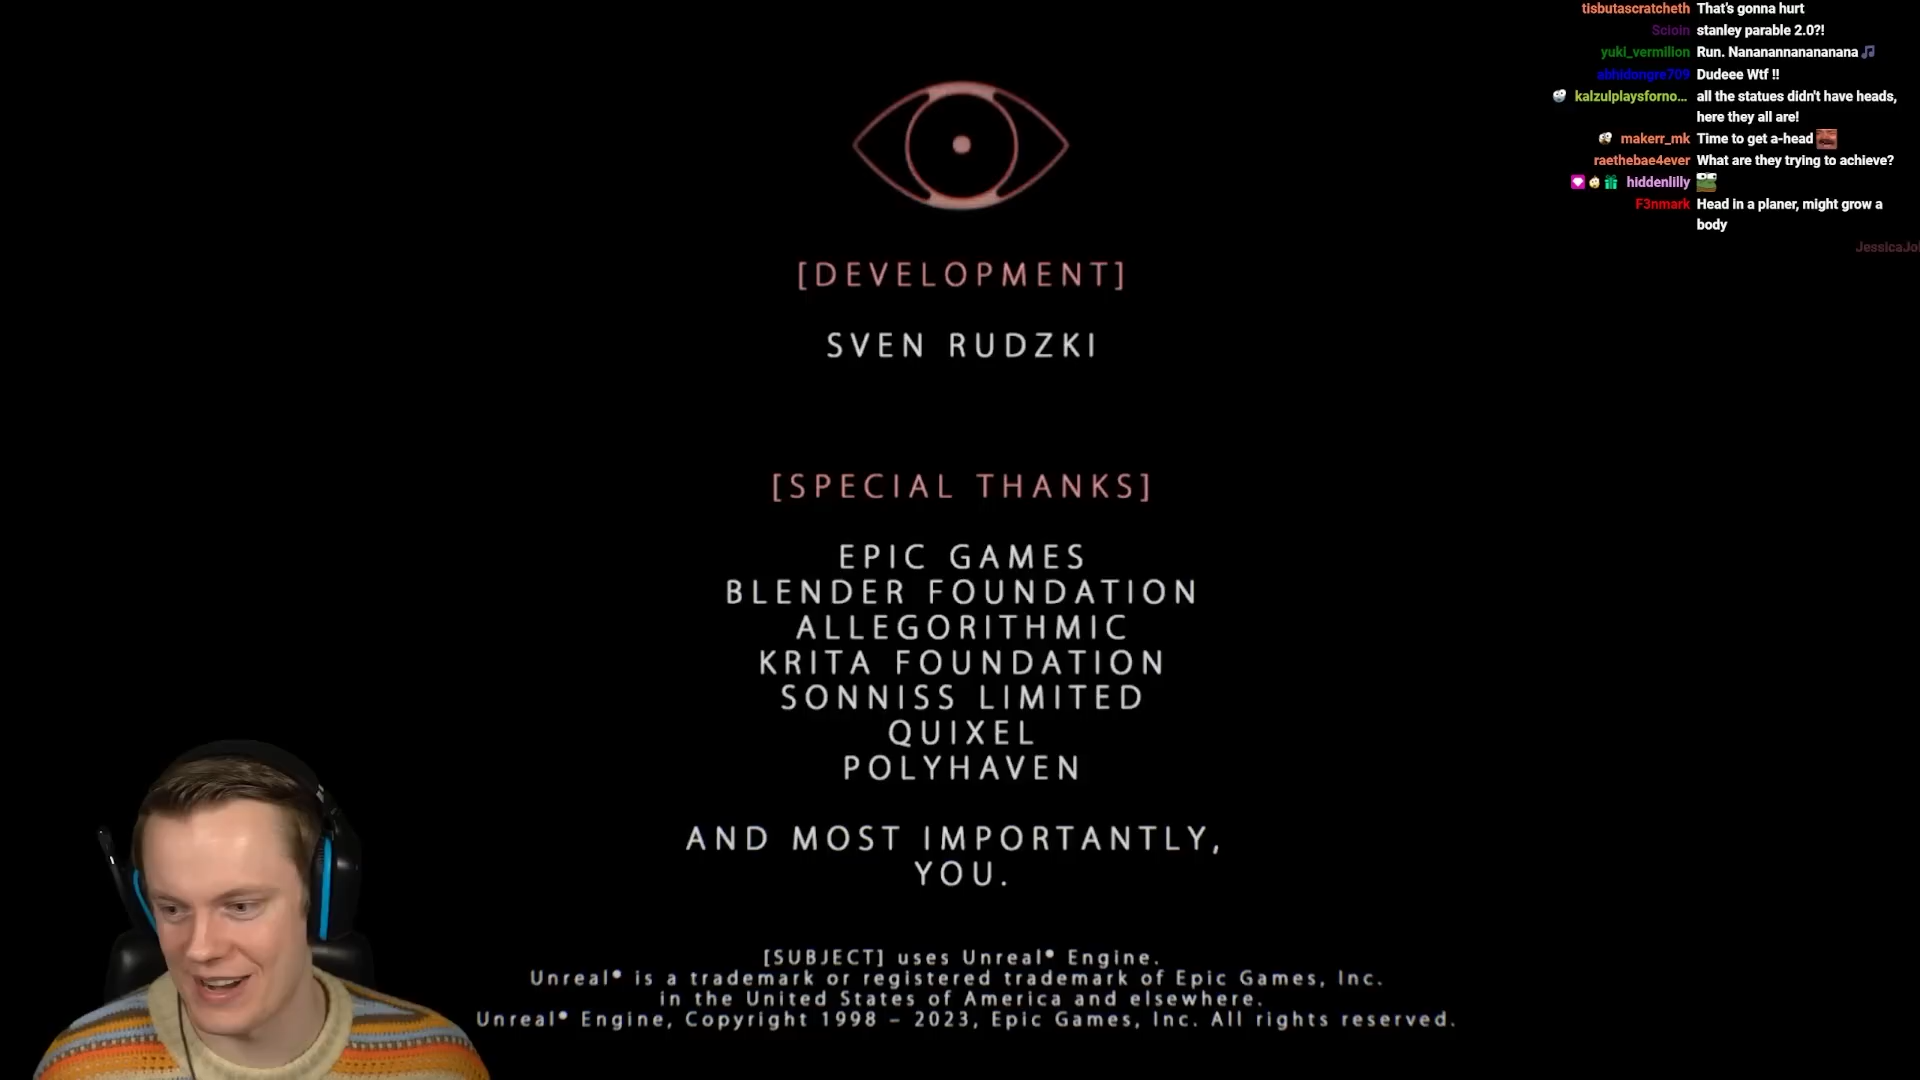 [DEVELOPMENT]
SVEN RUDZKI
[SPECIAL THANKS]
EPIC GAMES
BLENDER FOUNDATION
ALLEGORITHMIC
KRITA FOUNDATION
SONNISS LIMITED
QUIXEL
POLYHAVEN
AND MOST IMPORTANTLY,
YOU.
[SUBJECT] uses Unreal® Engine.
Unreal® is a trademark or registered trademark of Epic Games, Inc.
in the United States of America and elsewhere.
Unreal® Engine, Copyright 1998 – 2023, Epic Games, Inc. All rights reserved.
tisbutascratcheth That's gonna hurt
Scioin stanley parable 2.0?!
yuki_vermilion Run. Nananannanananana
abhidongre709 Dudeee Wtf !!
kalzulplaysforno... all the statues didn't have heads,
here they all are!
makerr_mk Time to get a-head
raethebae4ever What are they trying to achieve?
hiddenlilly
F3nmark Head in a planer, might grow a
body